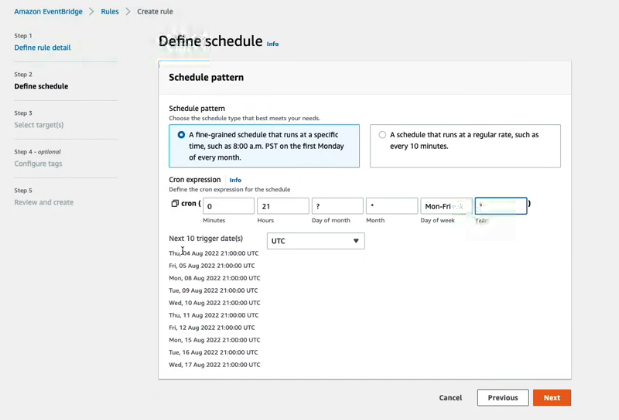 Amazon EventBridge > Rules > Create rule
Step 1
Define rule detail
Step 2
Define schedule
Step 3
Select target(s)
Step 4 - optional
Configure tags
Step 5
Review and create
Define schedule Info
Schedule pattern
Schedule pattern
Choose the schedule type that best meets your needs.
A fine-grained schedule that runs at a specific
time, such as 8:00 a.m. PST on the first Monday
of every month.
A schedule that runs at a regular rate, such as
every 10 minutes.
Cron expression Info
Define the cron expression for the schedule
cron ( 0 21 ? * Mon-Fri * )
Minutes Hours Day of month Month Day of week Year
Next 10 trigger date(s) UTC
Thu, 04 Aug 2022 21:00:00 UTC
Fri, 05 Aug 2022 21:00:00 UTC
Mon, 08 Aug 2022 21:00:00 UTC
Tue, 09 Aug 2022 21:00:00 UTC
Wed, 10 Aug 2022 21:00:00 UTC
Thu, 11 Aug 2022 21:00:00 UTC
Fri, 12 Aug 2022 21:00:00 UTC
Mon, 15 Aug 2022 21:00:00 UTC
Tue, 16 Aug 2022 21:00:00 UTC
Wed, 17 Aug 2022 21:00:00 UTC
Cancel Previous Next